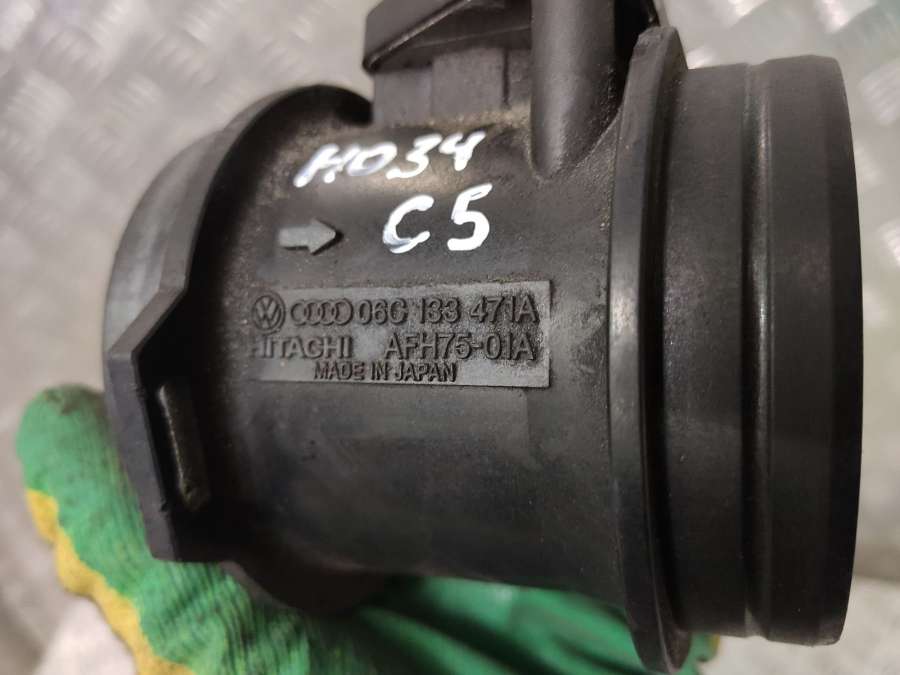 H034
C5
06C 133 471A
HITACHI AFH75-01A
MADE IN JAPAN